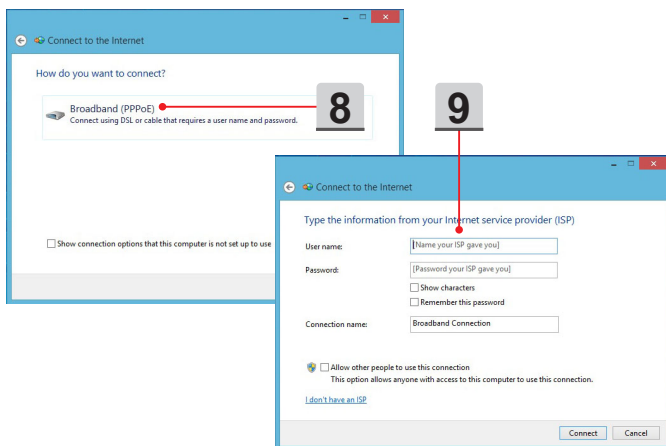 Connect to the Internet
How do you want to connect?
Broadband (PPPoE)
Connect using DSL or cable that requires a user name and password.
8
Show connection options that this computer is not set up to use
9
Connect to the Internet
Type the information from your Internet service provider (ISP)
User name:
[Name your ISP gave you]
Password:
[Password your ISP gave you]
Show characters
Remember this password
Connection name:
Broadband Connection
Allow other people to use this connection
This option allows anyone with access to this computer to use this connection.
I don't have an ISP
Connect
Cancel